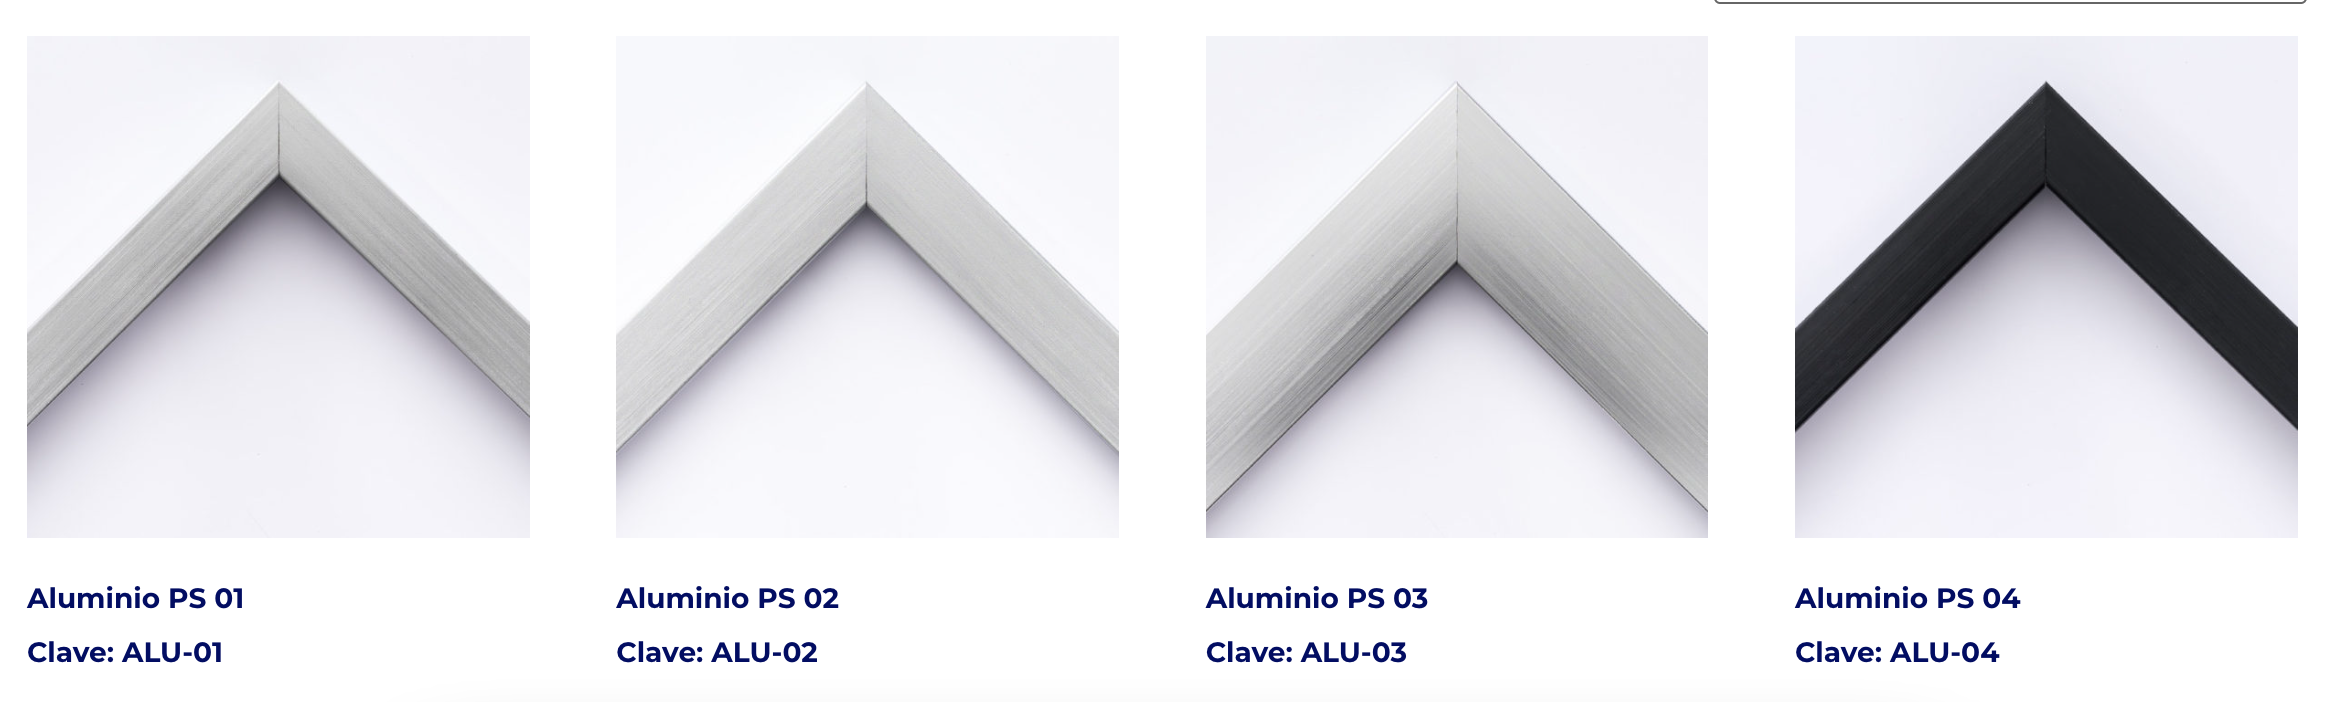 Aluminio PS 01
Clave: ALU-01
Aluminio PS 02
Clave: ALU-02
Aluminio PS 03
Clave: ALU-03
Aluminio PS 04
Clave: ALU-04